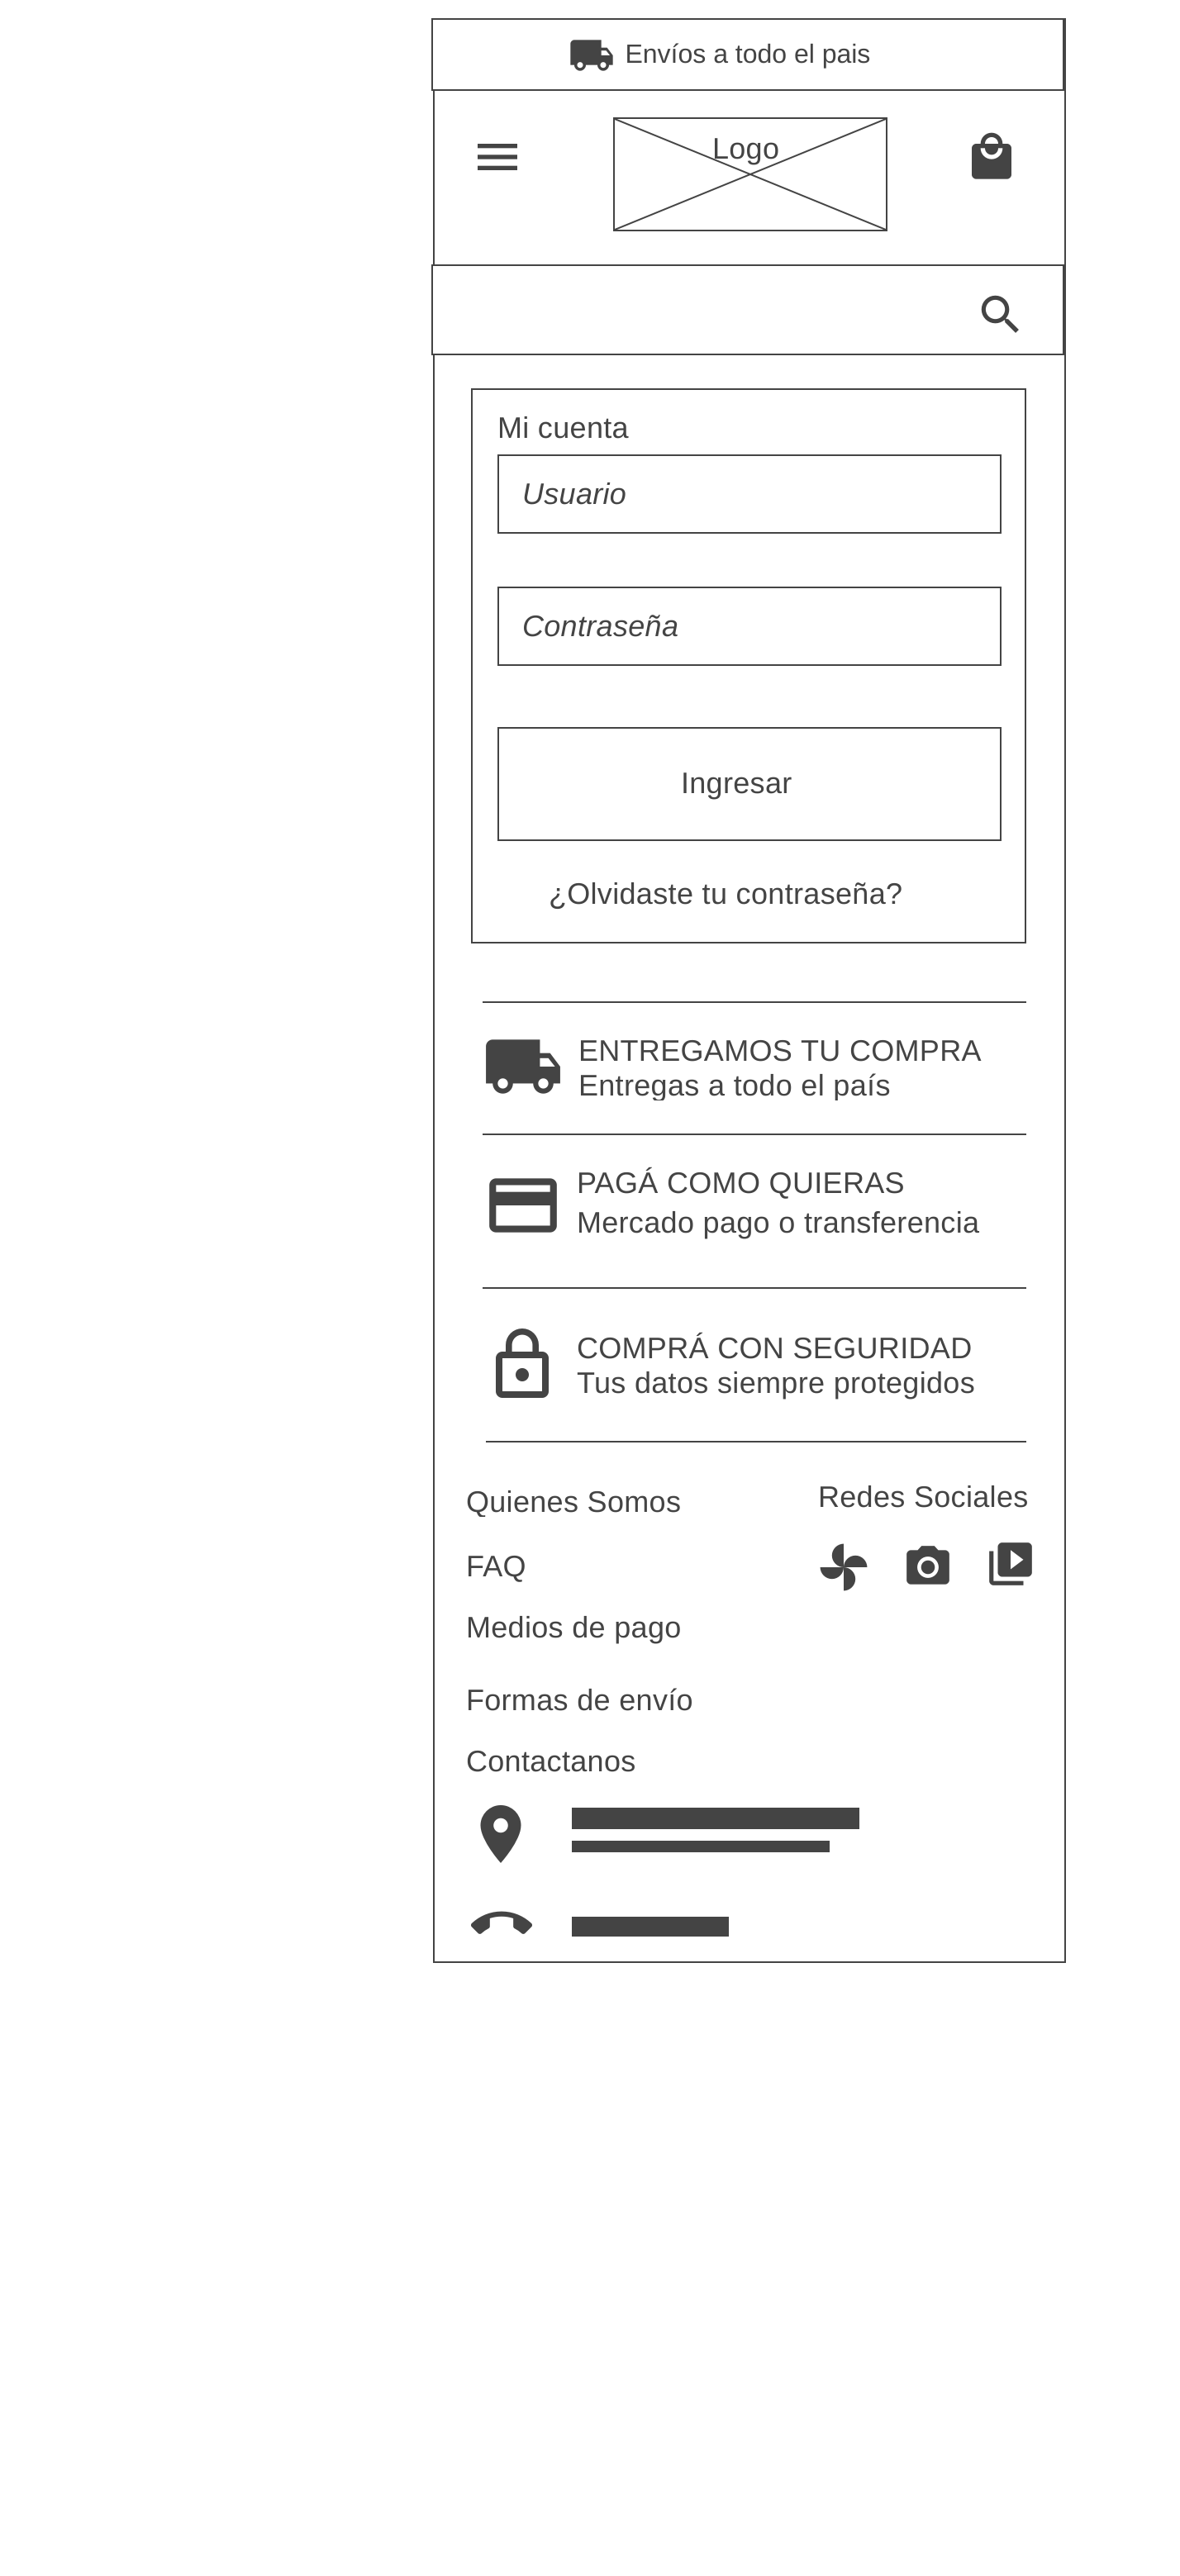 Envíos a todo el pais
Logo
Mi cuenta
Usuario
Contraseña
Ingresar
¿Olvidaste tu contraseña?
ENTREGAMOS TU COMPRA
Entregas a todo el país
PAGÁ COMO QUIERAS
Mercado pago o transferencia
COMPRÁ CON SEGURIDAD
Tus datos siempre protegidos
Quienes Somos
Redes Sociales
FAQ
Medios de pago
Formas de envío
Contactanos